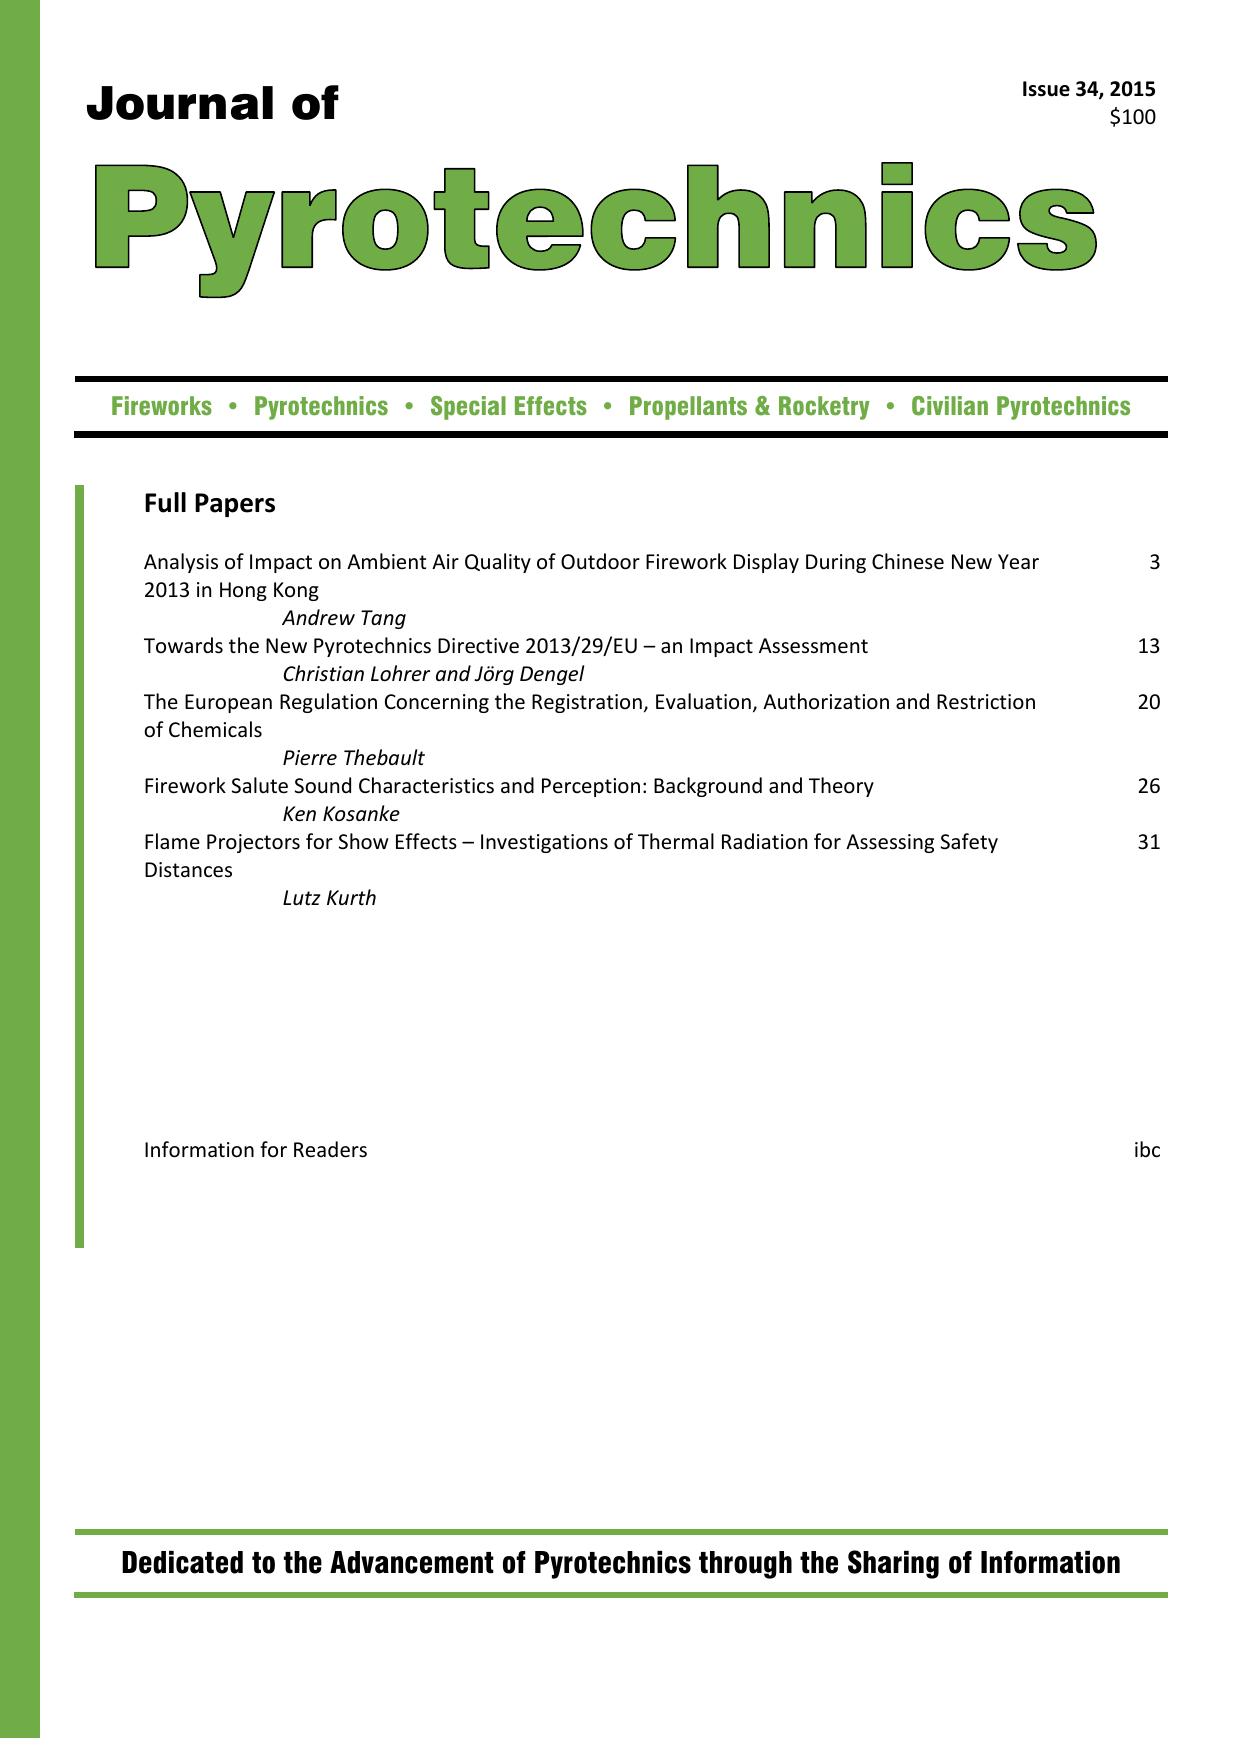 Journal of
Issue 34, 2015
$100
Pyrotechnics
Fireworks • Pyrotechnics • Special Effects • Propellants & Rocketry • Civilian Pyrotechnics
Full Papers
Analysis of Impact on Ambient Air Quality of Outdoor Firework Display During Chinese New Year 3
2013 in Hong Kong
Andrew Tang
Towards the New Pyrotechnics Directive 2013/29/EU – an Impact Assessment 13
Christian Lohrer and Jörg Dengel
The European Regulation Concerning the Registration, Evaluation, Authorization and Restriction 20
of Chemicals
Pierre Thebault
Firework Salute Sound Characteristics and Perception: Background and Theory 26
Ken Kosanke
Flame Projectors for Show Effects – Investigations of Thermal Radiation for Assessing Safety 31
Distances
Lutz Kurth
Information for Readers ibc
Dedicated to the Advancement of Pyrotechnics through the Sharing of Information